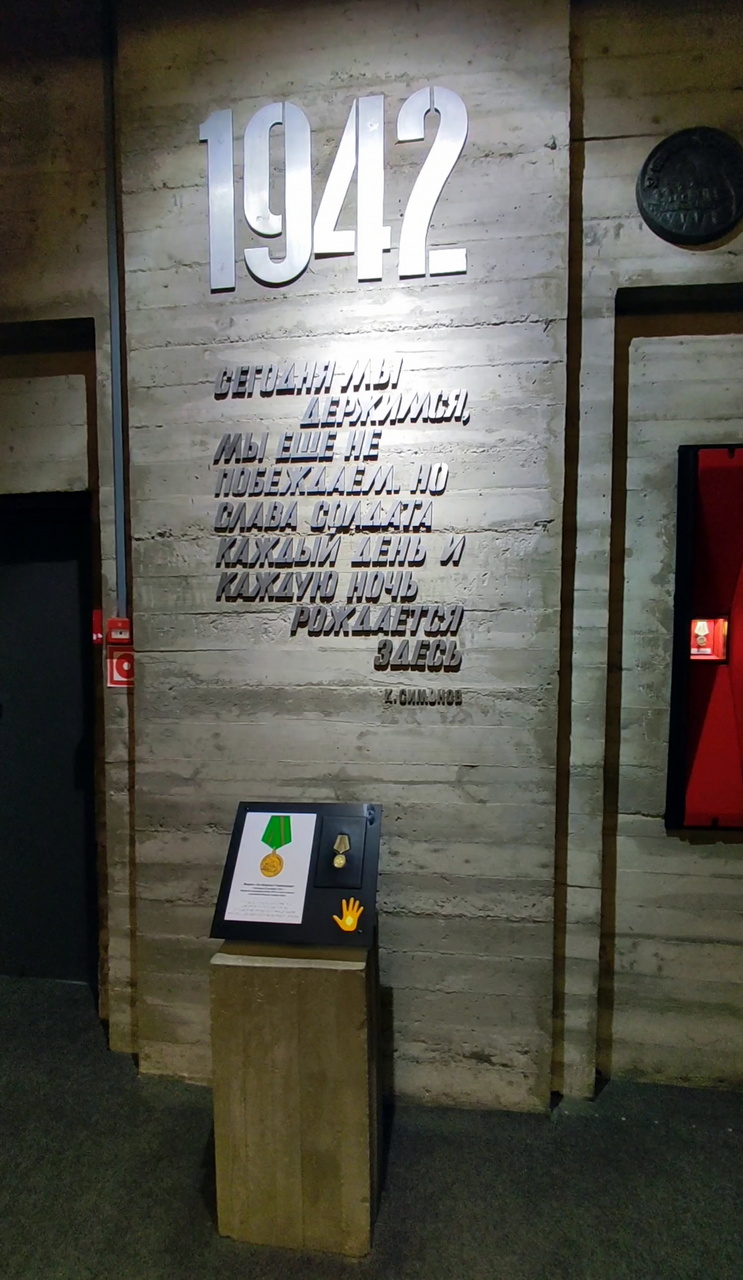 1942
СЕГОДНЯ МЫ
ДЕРЖИМСЯ,
МЫ ЕЩЕ НЕ
ПОБЕЖДАЕМ. НО
СЛАВА СОЛДАТА
КАЖДЫЙ ДЕНЬ И
КАЖДУЮ НОЧЬ
РОЖДАЕТСЯ
ЗДЕСЬ
К. СИМОНОВ